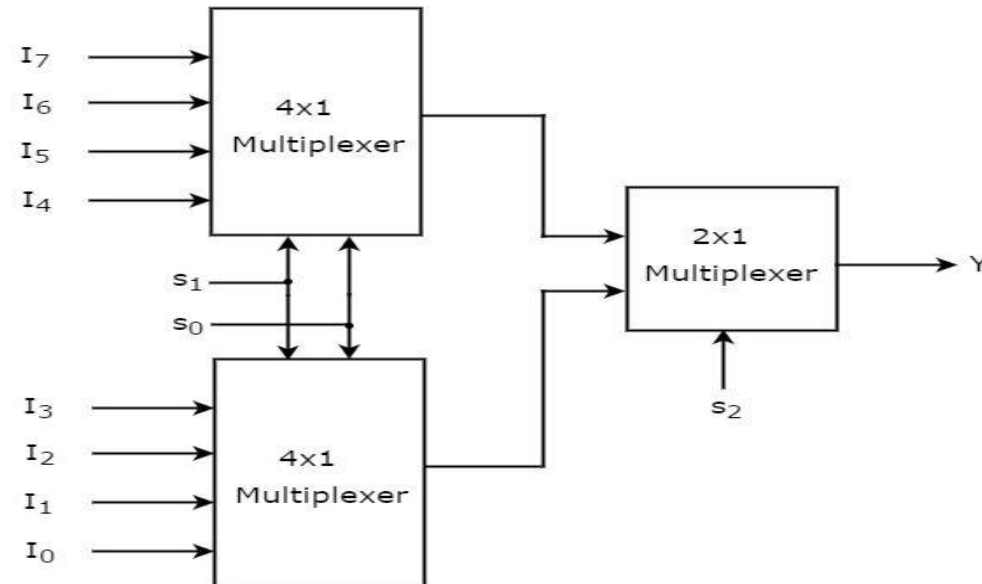 I₇
I₆
I₅
I₄
4x1
Multiplexer
s₁
s₀
I₃
I₂
I₁
I₀
4x1
Multiplexer
2x1
Multiplexer
s₂
Y